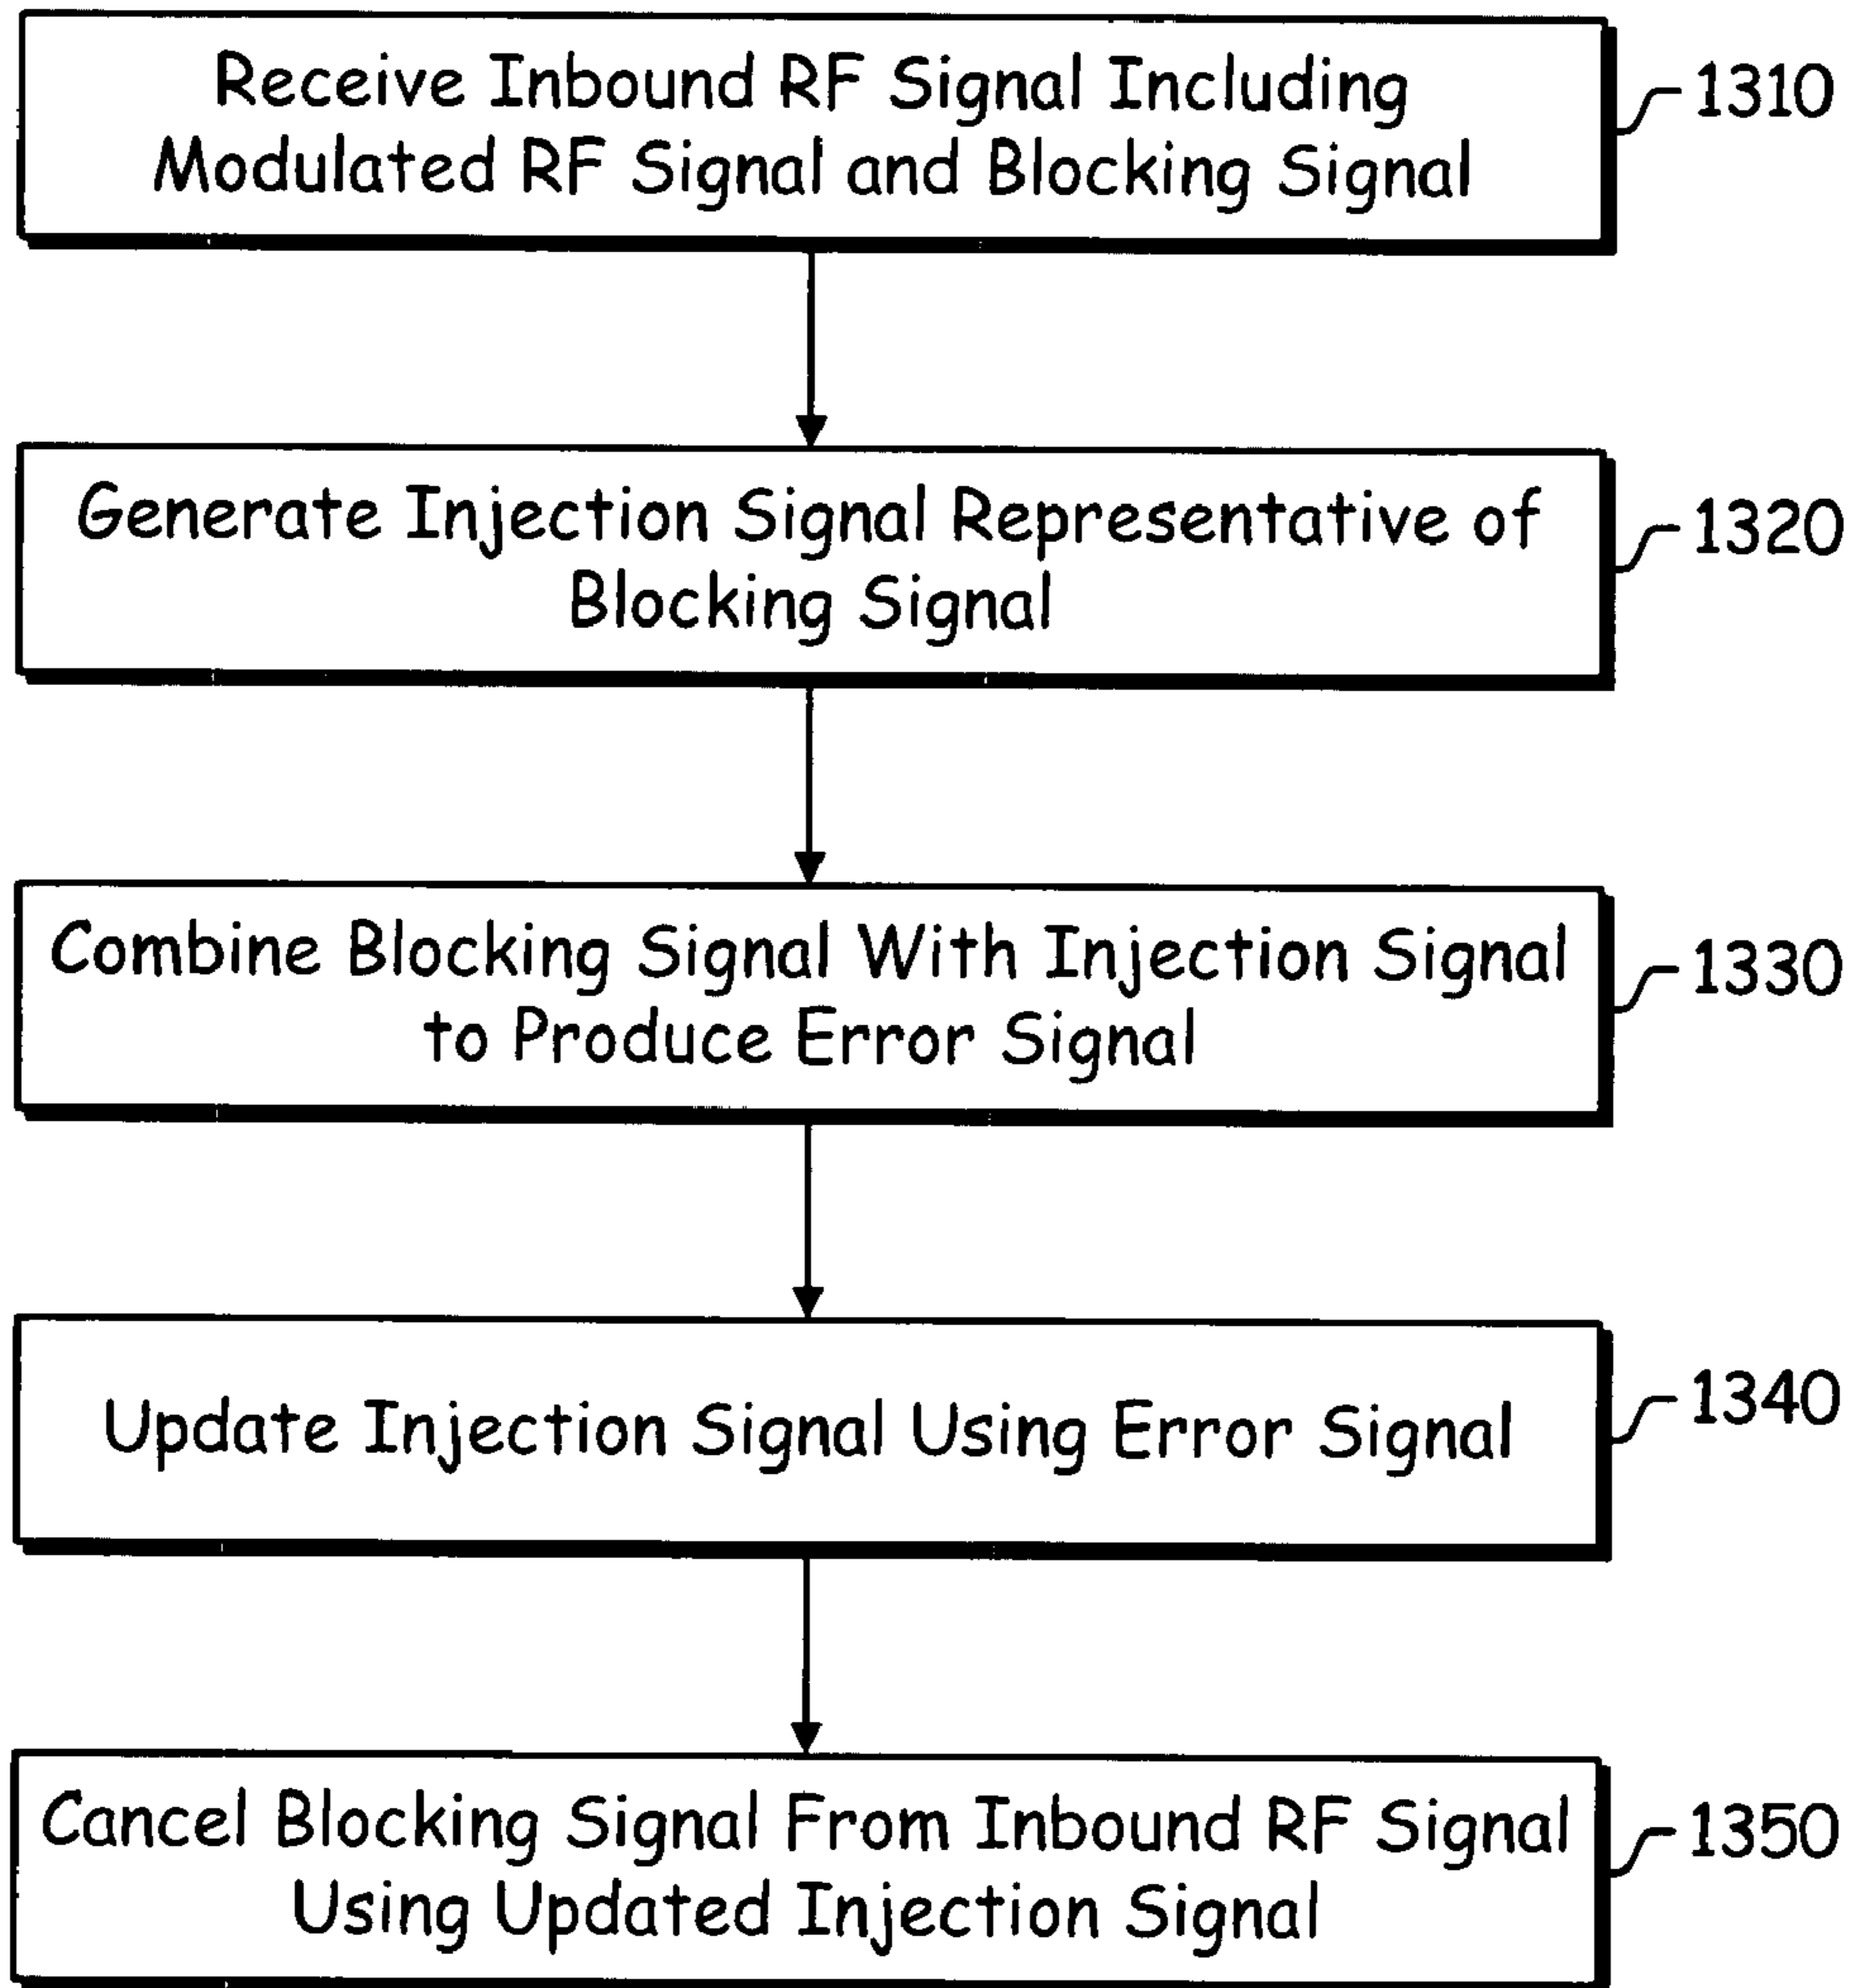 Receive Inbound RF Signal Including
Modulated RF Signal and Blocking Signal
1310
Generate Injection Signal Representative of
Blocking Signal
1320
Combine Blocking Signal With Injection Signal
to Produce Error Signal
1330
Update Injection Signal Using Error Signal
1340
Cancel Blocking Signal From Inbound RF Signal
Using Updated Injection Signal
1350